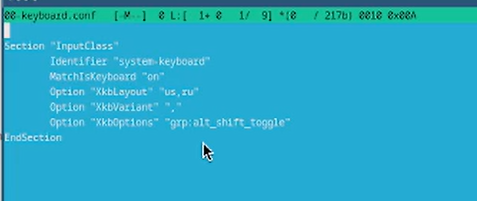 00-keyboard.conf   [-M--]  0 L:[  1+ 0   1/  9] *(0   / 217b) 0010 0x00A
Section "InputClass"
        Identifier "system-keyboard"
        MatchIsKeyboard "on"
        Option "XkbLayout" "us,ru"
        Option "XkbVariant" ","
        Option "XkbOptions" "grp:alt_shift_toggle"
EndSection